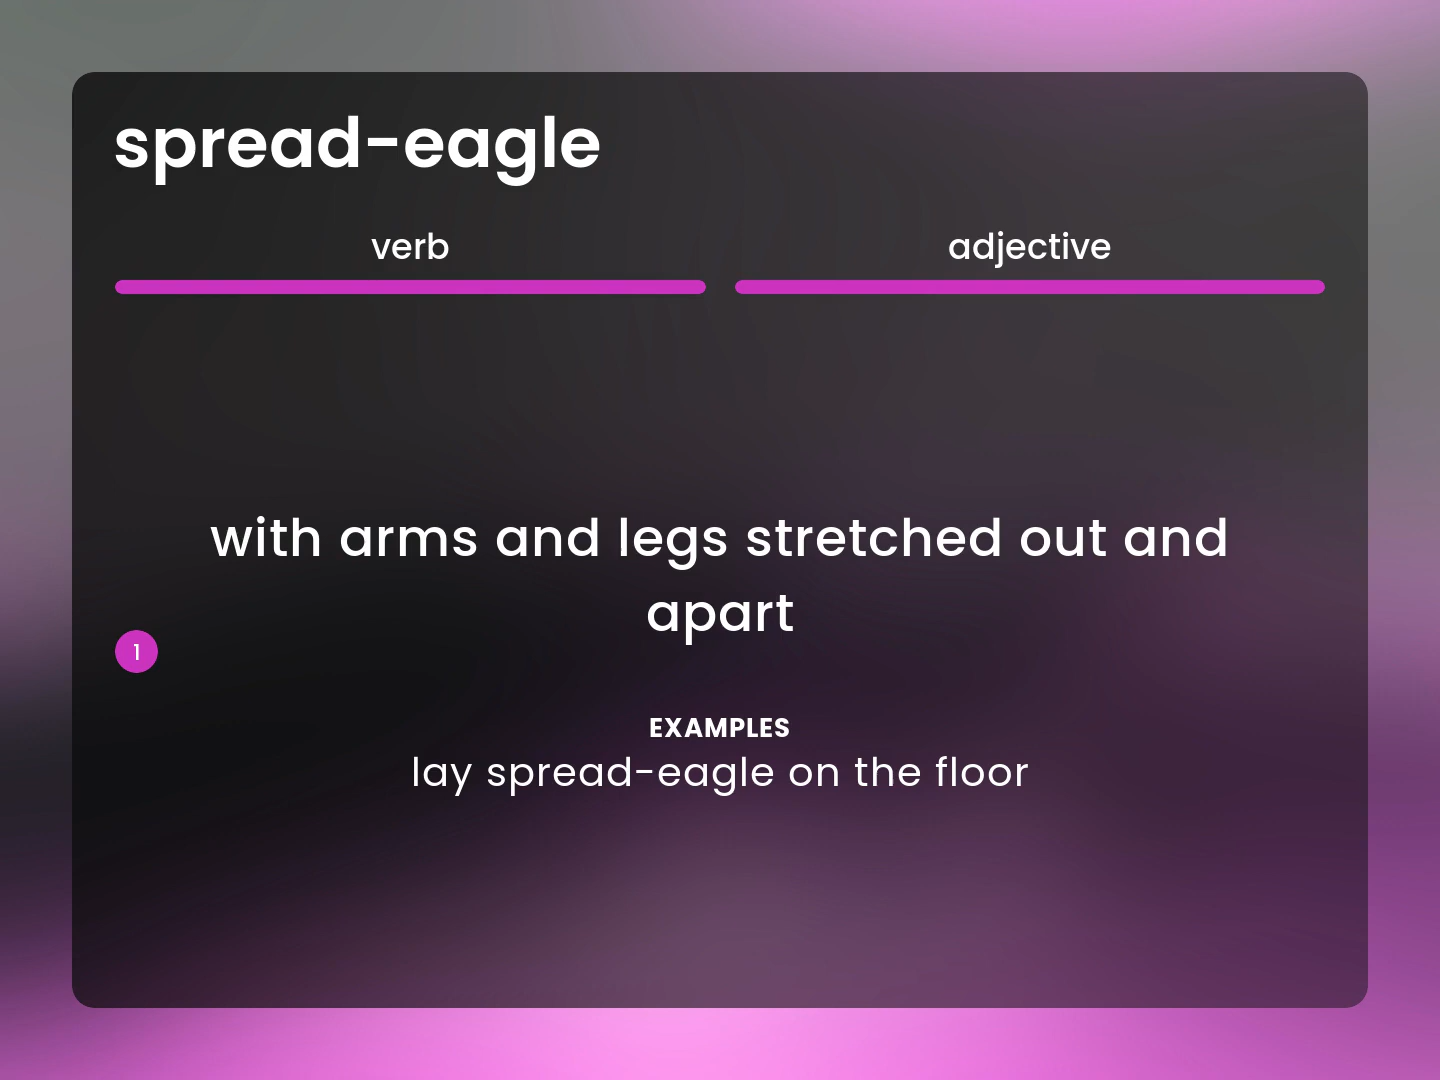 spread-eagle
verb
adjective
with arms and legs stretched out and
apart
1
EXAMPLES
lay spread-eagle on the floor